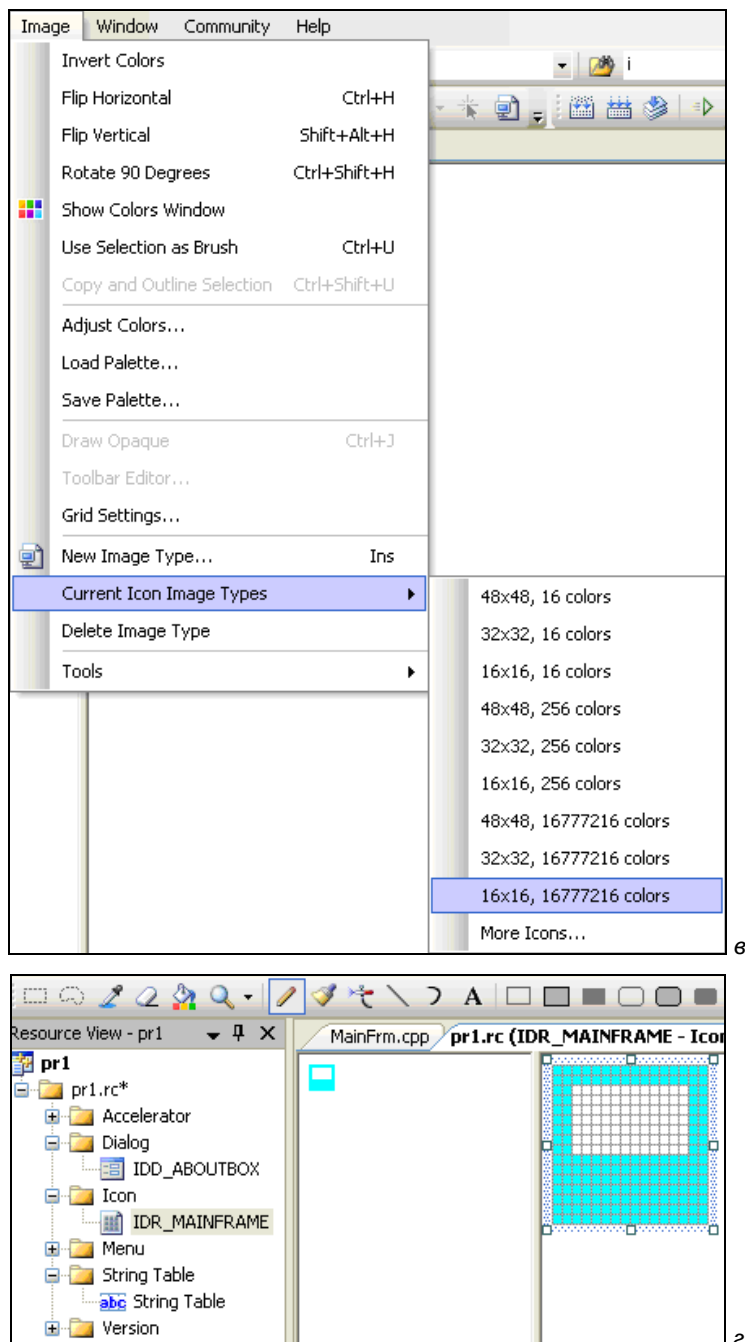 Image Window Community Help
Invert Colors
i
Flip Horizontal Ctrl+H
Flip Vertical Shift+Alt+H
Rotate 90 Degrees Ctrl+Shift+H
Show Colors Window
Use Selection as Brush Ctrl+U
Copy and Outline Selection Ctrl+Shift+U
Adjust Colors...
Load Palette...
Save Palette...
Draw Opaque Ctrl+J
Toolbar Editor...
Grid Settings...
New Image Type... Ins
Current Icon Image Types
Delete Image Type
Tools
48x48, 16 colors
32x32, 16 colors
16x16, 16 colors
48x48, 256 colors
32x32, 256 colors
16x16, 256 colors
48x48, 16777216 colors
32x32, 16777216 colors
16x16, 16777216 colors
More Icons...
в
A
Resource View - pr1
MainFrm.cpp pr1.rc (IDR_MAINFRAME - Icon
pr1
pr1.rc*
Accelerator
Dialog
IDD_ABOUTBOX
Icon
IDR_MAINFRAME
Menu
String Table
abc String Table
Version
г